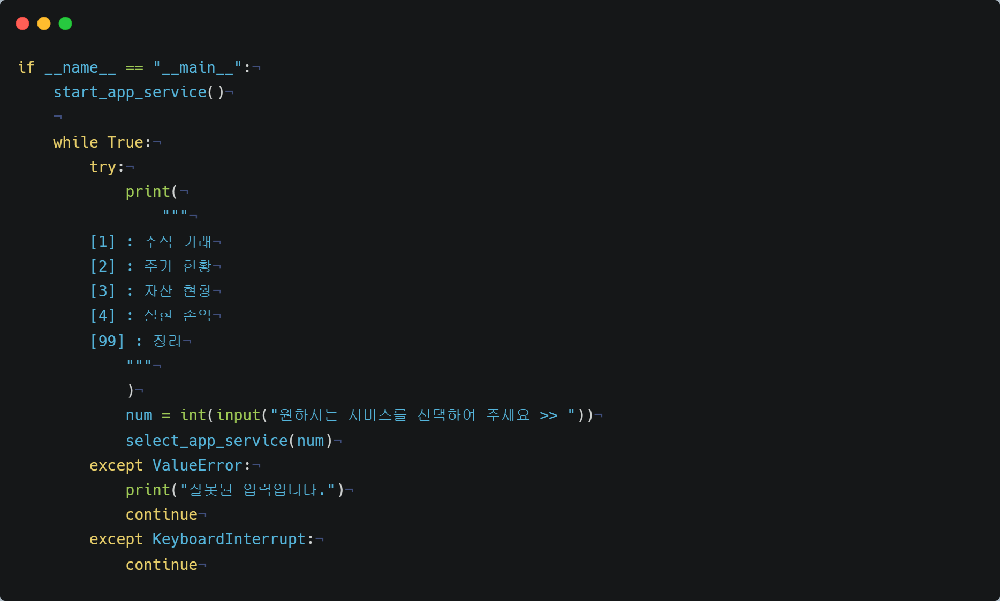 if __name__ == "__main__":¬
    start_app_service()¬
    ¬
    while True:¬
        try:¬
            print(¬
                """¬
        [1] : 주식 거래¬
        [2] : 주가 현황¬
        [3] : 자산 현황¬
        [4] : 실현 손익¬
        [99] : 정리¬
            """¬
            )¬
            num = int(input("원하시는 서비스를 선택하여 주세요 >> "))¬
            select_app_service(num)¬
        except ValueError:¬
            print("잘못된 입력입니다.")¬
            continue¬
        except KeyboardInterrupt:¬
            continue¬